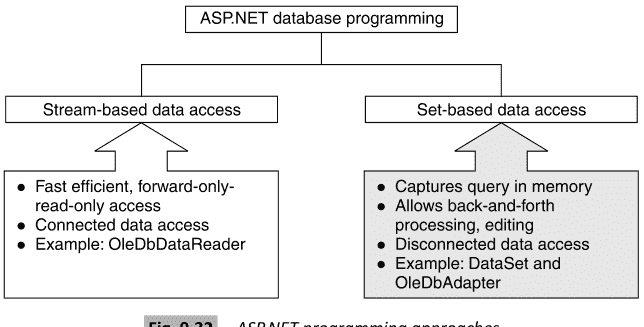 ASP.NET database programming
Stream-based data access
Set-based data access
● Fast efficient, forward-only-
read-only access
● Connected data access
● Example: OleDbDataReader
● Captures query in memory
● Allows back-and-forth
processing, editing
● Disconnected data access
● Example: DataSet and
OleDbAdapter
Fig. 9.32 ASP.NET programming approaches